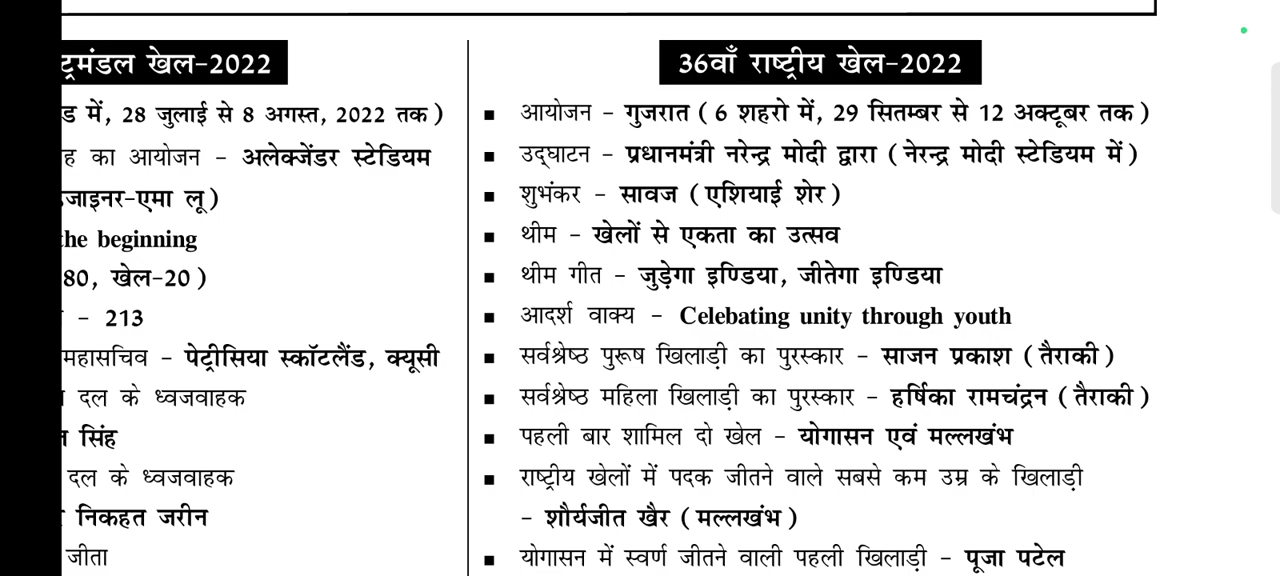 ट्रमंडल खेल-2022
ड में, 28 जुलाई से 8 अगस्त, 2022 तक )
ह का आयोजन - अलेक्जेंडर स्टेडियम
जाइनर-एमा लू)
the beginning
80, खेल-20 )
- 213
महासचिव - पेट्रीसिया स्कॉटलैंड, क्यूसी
दल के ध्वजवाहक
सिंह
दल के ध्वजवाहक
निकहत जरीन
जीता
36वाँ राष्ट्रीय खेल-2022
▪ आयोजन - गुजरात ( 6 शहरो में, 29 सितम्बर से 12 अक्टूबर तक )
▪ उद्घाटन - प्रधानमंत्री नरेन्द्र मोदी द्वारा ( नेरन्द्र मोदी स्टेडियम में )
▪ शुभंकर - सावज ( एशियाई शेर )
▪ थीम - खेलों से एकता का उत्सव
▪ थीम गीत - जुड़ेगा इण्डिया, जीतेगा इण्डिया
▪ आदर्श वाक्य - Celebating unity through youth
▪ सर्वश्रेष्ठ पुरूष खिलाड़ी का पुरस्कार - साजन प्रकाश ( तैराकी )
▪ सर्वश्रेष्ठ महिला खिलाड़ी का पुरस्कार - हर्षिका रामचंद्रन ( तैराकी )
▪ पहली बार शामिल दो खेल - योगासन एवं मल्लखंभ
▪ राष्ट्रीय खेलों में पदक जीतने वाले सबसे कम उम्र के खिलाड़ी
- शौर्यजीत खैर ( मल्लखंभ )
▪ योगासन में स्वर्ण जीतने वाली पहली खिलाड़ी - पूजा पटेल